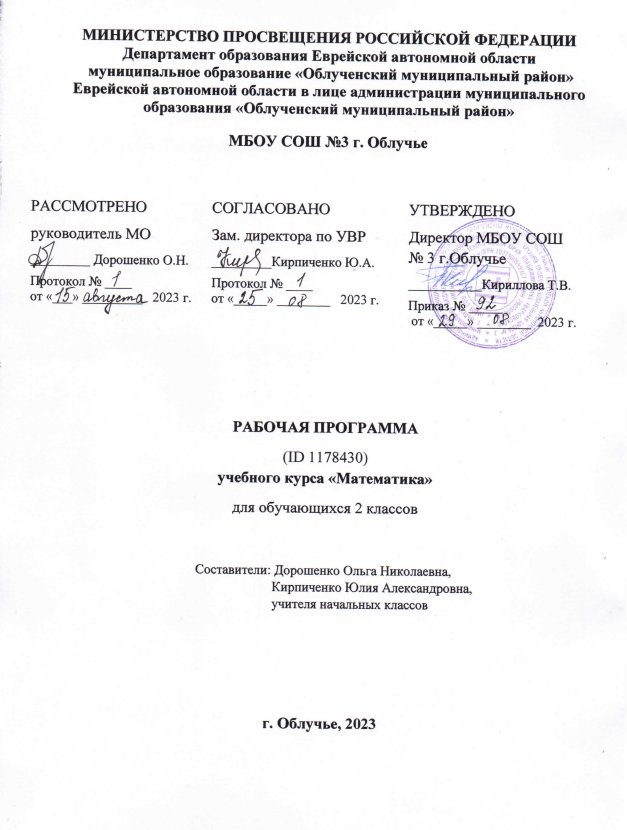 МИНИСТЕРСТВО ПРОСВЕЩЕНИЯ РОССИЙСКОЙ ФЕДЕРАЦИИ
Департамент образования Еврейской автономной области
муниципальное образование «Облученский муниципальный район»
Еврейской автономной области в лице администрации муниципального
образования «Облученский муниципальный район»
МБОУ СОШ №3 г. Облучье
РАССМОТРЕНО
руководитель МО
Дорошенко О.Н.
Протокол № 1
от «15» августа 2023 г.
СОГЛАСОВАНО
Зам. директора по УВР
Кирпиченко Ю.А.
Протокол № 1
от « 25 » 08 2023 г.
УТВЕРЖДЕНО
Директор МБОУ СОШ
№ 3 г.Облучье
Кириллова Т.В.
Приказ № 92
от «29» 08 2023 г.
РАБОЧАЯ ПРОГРАММА
(ID 1178430)
учебного курса «Математика»
для обучающихся 2 классов
Составители: Дорошенко Ольга Николаевна,
Кирпиченко Юлия Александровна,
учителя начальных классов
г. Облучье, 2023